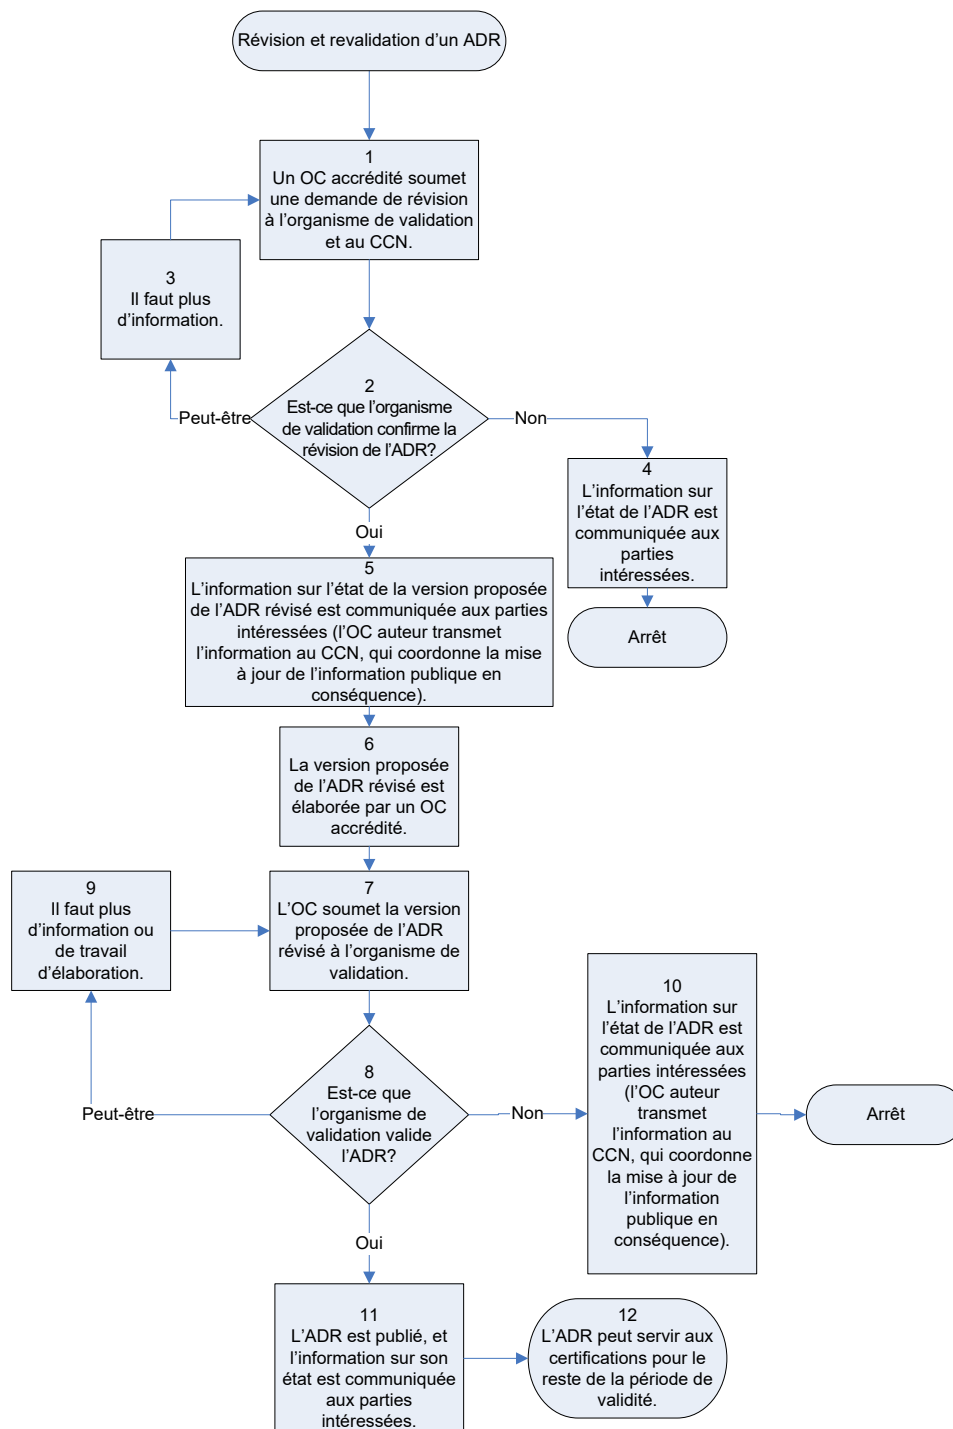 Révision et revalidation d’un ADR
1
Un OC accrédité soumet
une demande de révision
à l’organisme de validation
et au CCN.
3
Il faut plus
d’information.
2
Est-ce que l’organisme
de validation confirme la
révision de l’ADR?
Peut-être
Non
4
L’information sur
l’état de l’ADR est
communiquée aux
parties
intéressées.
Oui
Arrêt
5
L’information sur l’état de la version proposée
de l’ADR révisé est communiquée aux parties
intéressées (l’OC auteur transmet
l’information au CCN, qui coordonne la mise
à jour de l’information publique en
conséquence).
6
La version proposée
de l’ADR révisé est
élaborée par un OC
accrédité.
9
Il faut plus
d’information ou
de travail
d’élaboration.
7
L’OC soumet la version
proposée de l’ADR
révisé à l’organisme de
validation.
8
Est-ce que
l’organisme de
validation valide
l’ADR?
Peut-être
Non
10
L’information sur
l’état de l’ADR est
communiquée aux
parties intéressées
(l’OC auteur
transmet
l’information au
CCN, qui coordonne
la mise à jour de
l’information
publique en
conséquence).
Arrêt
Oui
11
L’ADR est publié, et
l’information sur son
état est communiquée
aux parties
intéressées.
12
L’ADR peut servir aux
certifications pour le
reste de la période de
validité.